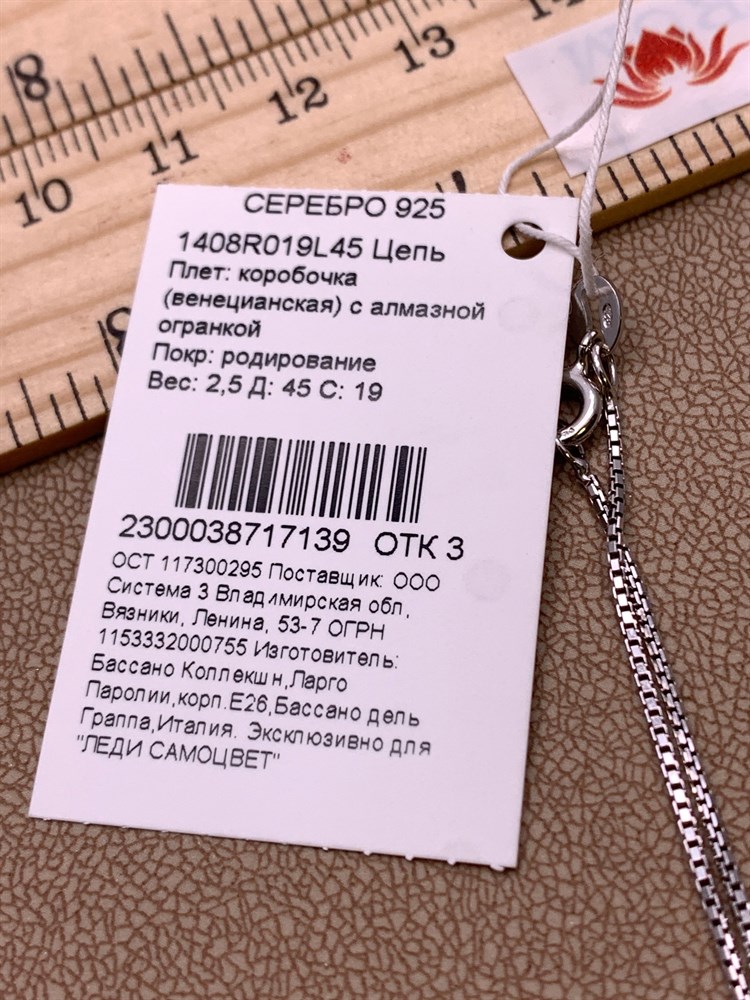 8
13
12
11
10
СЕРЕБРО 925
1408R019L45 Цепь
Плет: коробочка
(венецианская) с алмазной
огранкой
Покр: родирование
Вес: 2,5 Д: 45 С: 19
2300038717139 ОТК 3
ОСТ 117300295 Поставщик: ООО
Система 3 Владимирская обл,
Вязники, Ленина, 53-7 ОГРН
1153332000755 Изготовитель:
Бассано Коллекшн,Ларго
Паролии,корп.Е26,Бассано дель
Граппа,Италия. Эксклюзивно для
"ЛЕДИ САМОЦВЕТ"